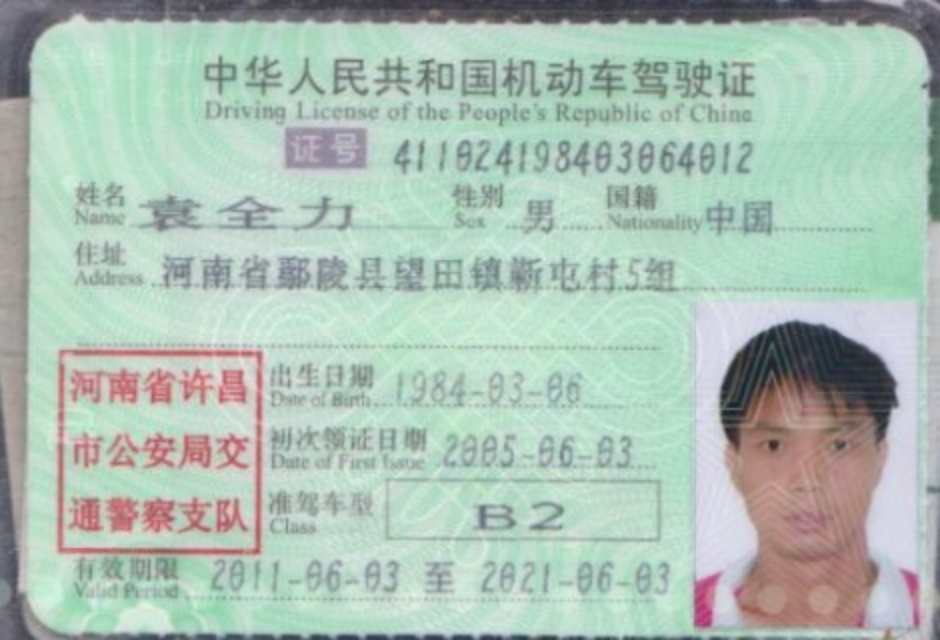 中华人民共和国机动车驾驶证
Driving License of the People's Republic of China
证号 411024198403064012
姓名 Name 袁全力 性别 Sex 男 国籍 Nationality 中国
住址 Address 河南省鄢陵县望田镇靳屯村5组
河南省许昌
市公安局交
通警察支队
出生日期 Date of Birth 1984-03-06
初次领证日期 Date of First Issue 2005-06-03
准驾车型 Class B2
有效期限 Valid Period 2011-06-03 至 2021-06-03